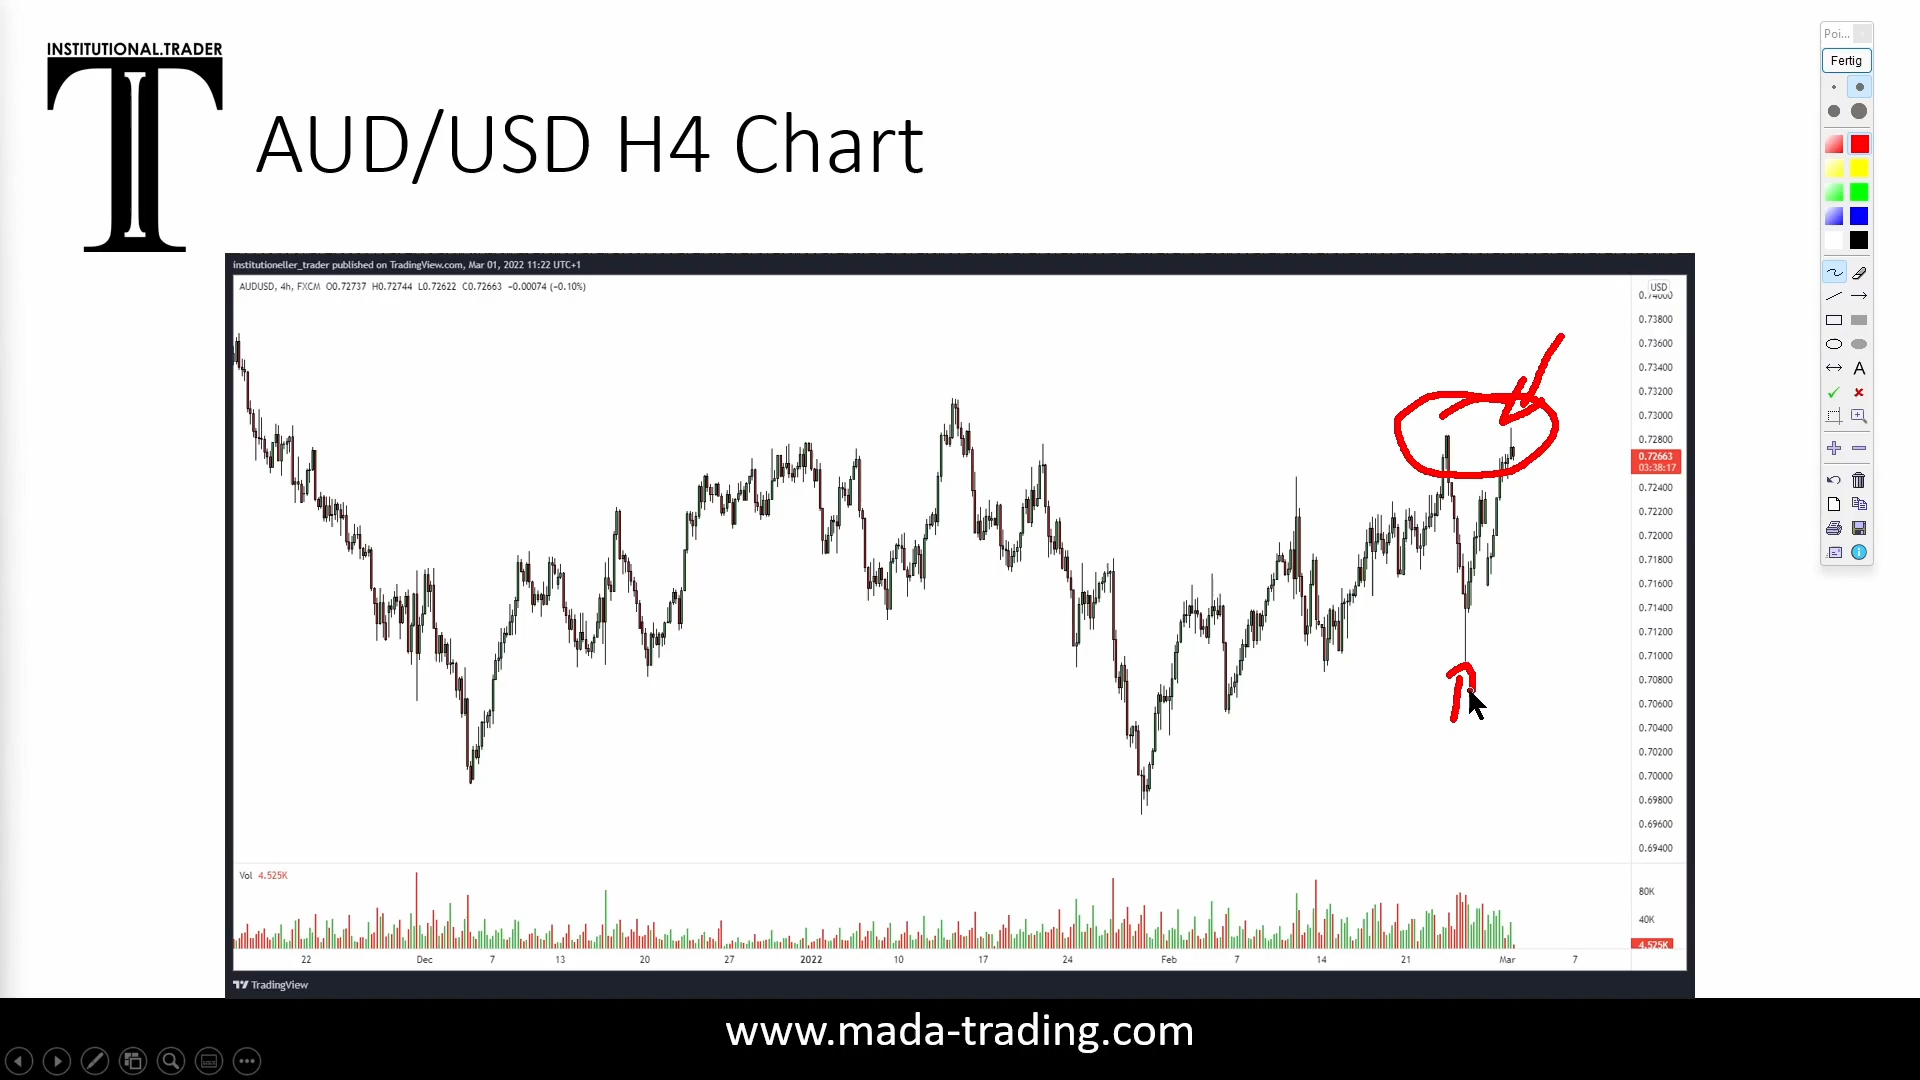 INSTITUTIONAL.TRADER
AUD/USD H4 Chart
institutioneller_trader published on TradingView.com, Mar 01, 2022 11:22 UTC+1
AUDUSD, 4h, FXCM O0.72737 H0.72744 L0.72622 C0.72663 −0.00074 (−0.10%)
USD
0.74000
0.73800
0.73600
0.73400
0.73200
0.73000
0.72800
0.72663
03:38:17
0.72400
0.72200
0.72000
0.71800
0.71600
0.71400
0.71200
0.71000
0.70800
0.70600
0.70400
0.70200
0.70000
0.69800
0.69600
0.69400
Vol 4.525K
80K
40K
4.525K
22 Dec 7 13 20 27 2022 10 17 24 Feb 7 14 21 Mar 7
TradingView
www.mada-trading.com
Poi...
Fertig
A